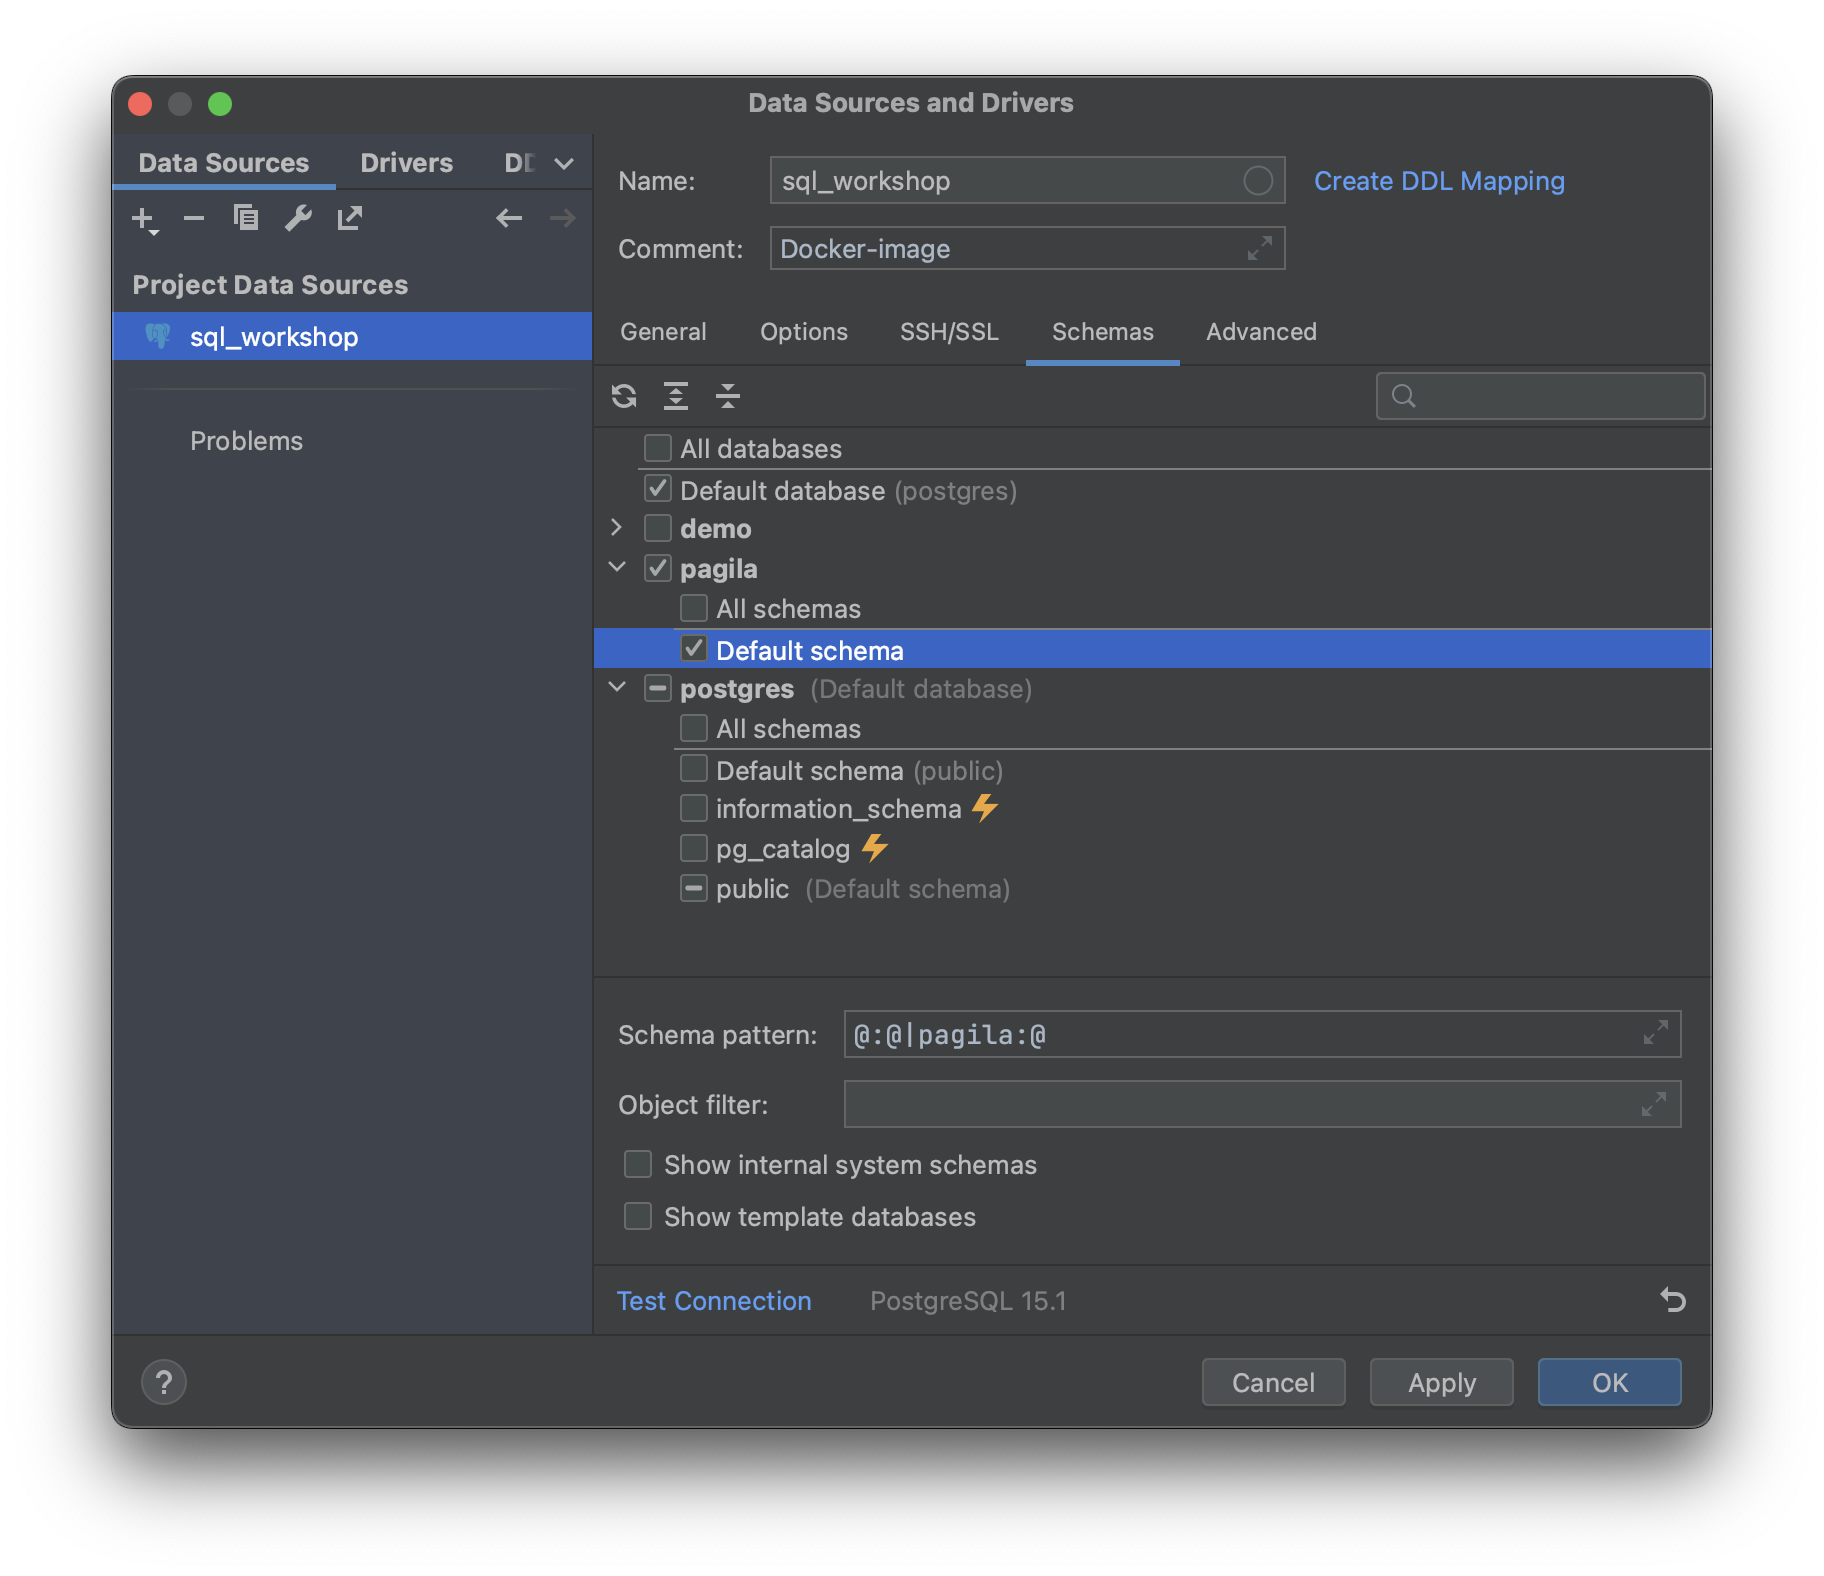 Data Sources and Drivers
Data Sources Drivers DD
Name: sql_workshop Create DDL Mapping
Comment: Docker-image
Project Data Sources
sql_workshop
Problems
General Options SSH/SSL Schemas Advanced
All databases
Default database (postgres)
demo
pagila
All schemas
Default schema
postgres (Default database)
All schemas
Default schema (public)
information_schema
pg_catalog
public (Default schema)
Schema pattern: @:@|pagila:@
Object filter:
Show internal system schemas
Show template databases
Test Connection PostgreSQL 15.1
? Cancel Apply OK